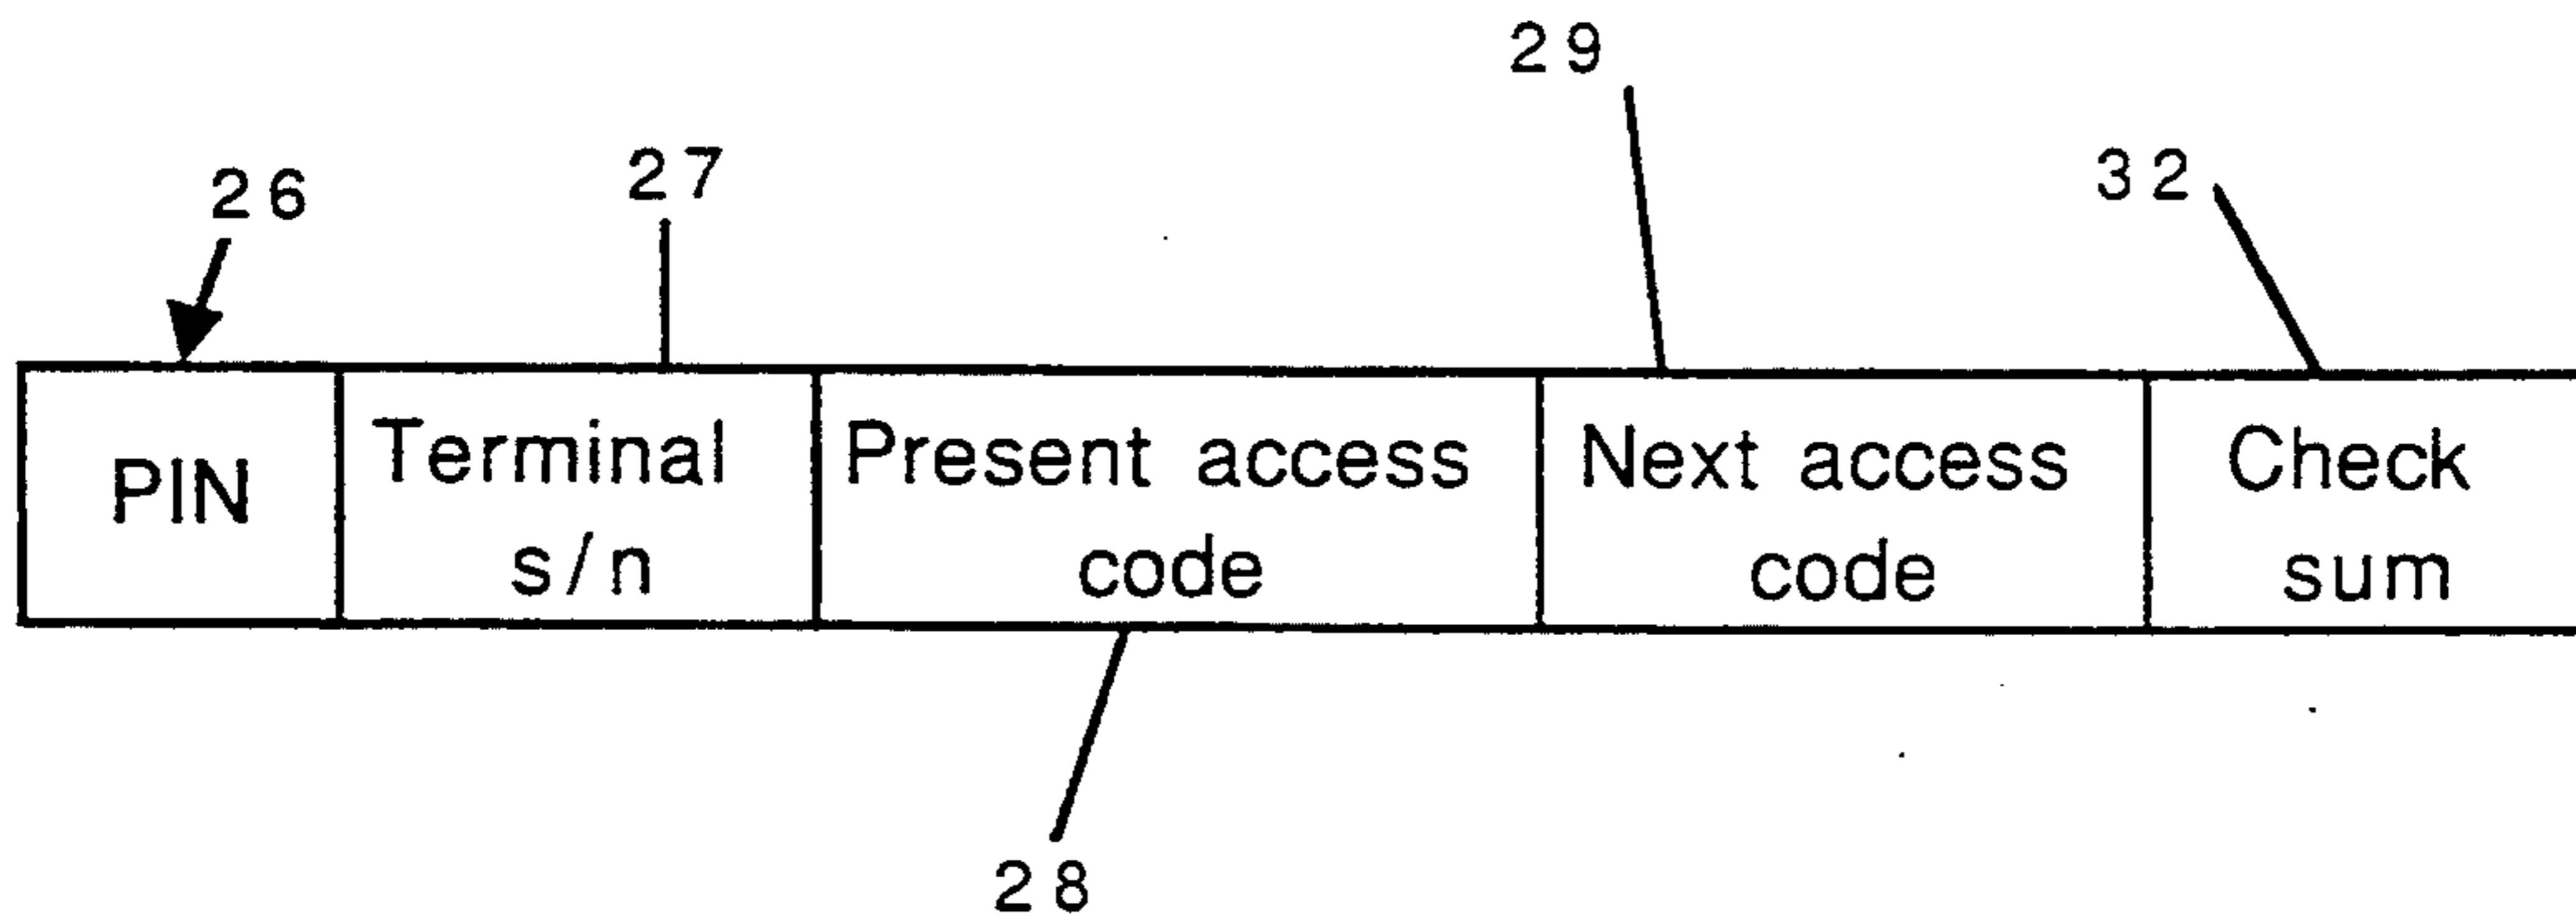 29
27
32
26
PIN
Terminal
s/n
Present access
code
Next access
code
Check
sum
28